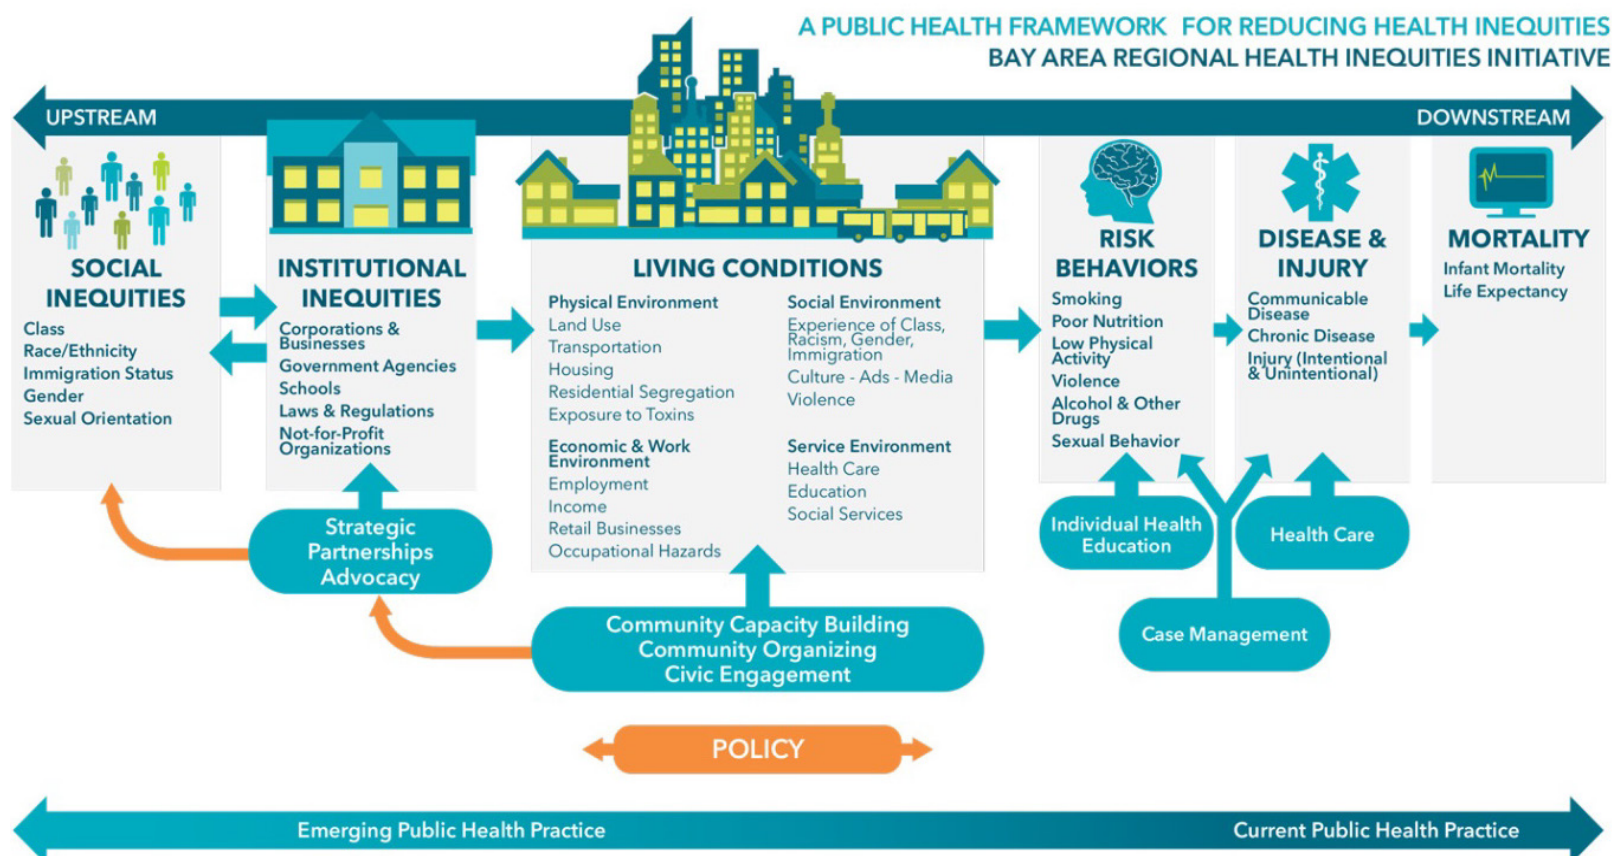 A PUBLIC HEALTH FRAMEWORK FOR REDUCING HEALTH INEQUITIES
BAY AREA REGIONAL HEALTH INEQUITIES INITIATIVE
UPSTREAM
DOWNSTREAM
SOCIAL
INEQUITIES
Class
Race/Ethnicity
Immigration Status
Gender
Sexual Orientation
INSTITUTIONAL
INEQUITIES
Corporations &
Businesses
Government Agencies
Schools
Laws & Regulations
Not-for-Profit
Organizations
LIVING CONDITIONS
Physical Environment
Land Use
Transportation
Housing
Residential Segregation
Exposure to Toxins
Economic & Work
Environment
Employment
Income
Retail Businesses
Occupational Hazards
Social Environment
Experience of Class,
Racism, Gender,
Immigration
Culture - Ads - Media
Violence
Service Environment
Health Care
Education
Social Services
RISK
BEHAVIORS
Smoking
Poor Nutrition
Low Physical
Activity
Violence
Alcohol & Other
Drugs
Sexual Behavior
DISEASE &
INJURY
Communicable
Disease
Chronic Disease
Injury (Intentional
& Unintentional)
MORTALITY
Infant Mortality
Life Expectancy
Strategic
Partnerships
Advocacy
Community Capacity Building
Community Organizing
Civic Engagement
Individual Health
Education
Health Care
Case Management
POLICY
Emerging Public Health Practice
Current Public Health Practice